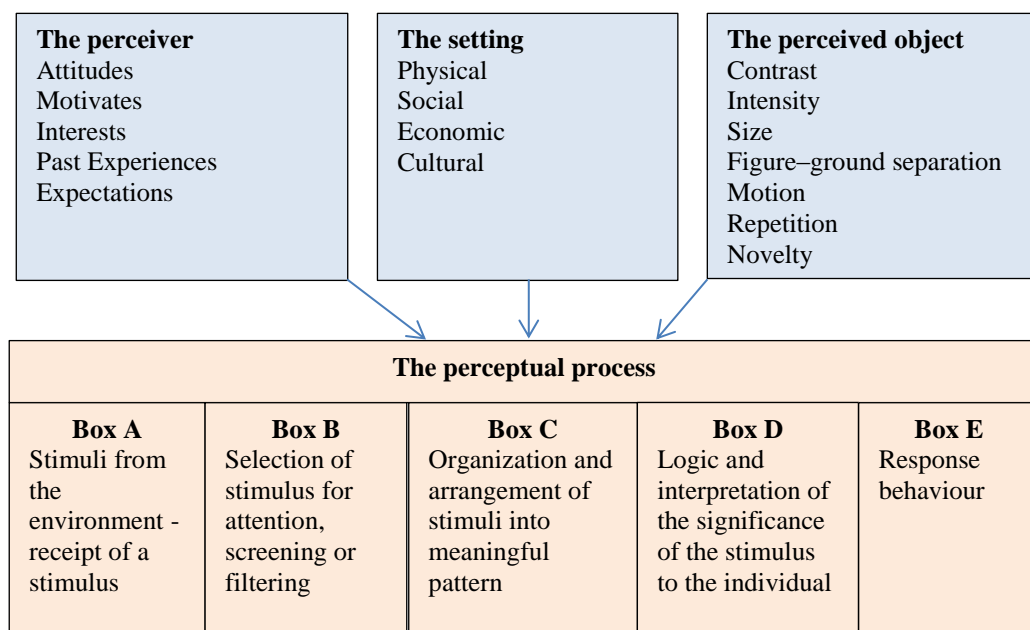 The perceiver
Attitudes
Motivates
Interests
Past Experiences
Expectations
The setting
Physical
Social
Economic
Cultural
The perceived object
Contrast
Intensity
Size
Figure–ground separation
Motion
Repetition
Novelty
The perceptual process
Box A
Stimuli from
the
environment -
receipt of a
stimulus
Box B
Selection of
stimulus for
attention,
screening or
filtering
Box C
Organization and
arrangement of
stimuli into
meaningful
pattern
Box D
Logic and
interpretation of
the significance
of the stimulus
to the individual
Box E
Response
behaviour